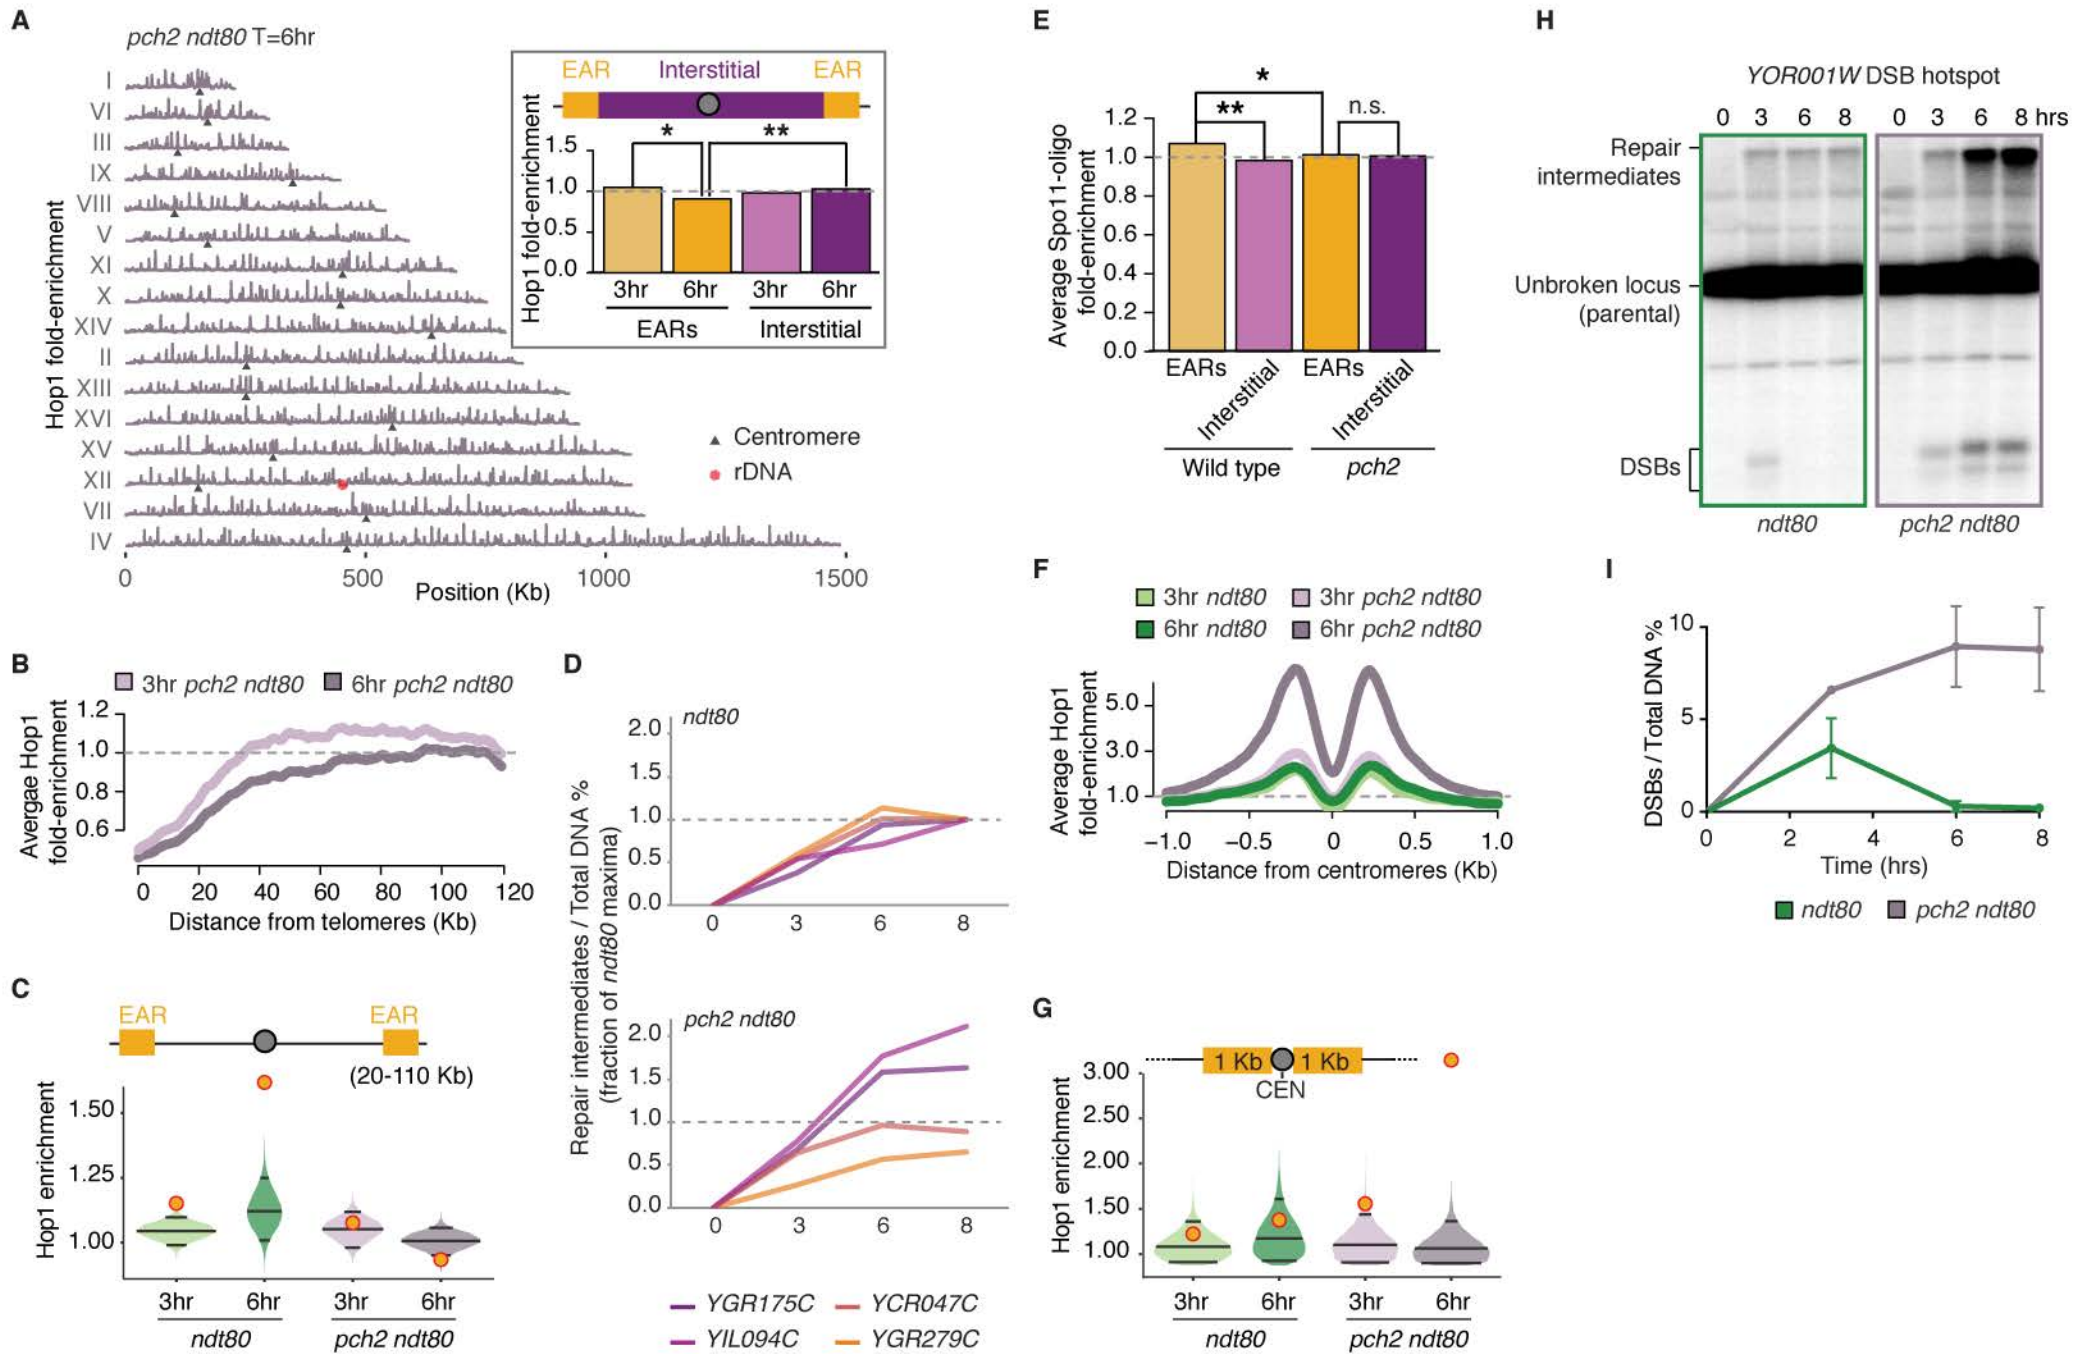 A
pch2 ndt80 T=6hr
Hop1 fold-enrichment
I
VI
III
IX
VIII
V
XI
X
XIV
II
XIII
XVI
XV
XII
VII
IV
0
500
1000
1500
Position (Kb)
Centromere
rDNA
EAR
Interstitial
EAR
Hop1 fold-enrichment
1.5
1.0
0.5
0.0
*
**
3hr
6hr
3hr
6hr
EARs
Interstitial
B
3hr pch2 ndt80
6hr pch2 ndt80
Avergae Hop1
fold-enrichment
1.2
1.0
0.8
0.6
0
20
40
60
80
100
120
Distance from telomeres (Kb)
C
EAR
EAR
(20-110 Kb)
Hop1 enrichment
1.50
1.25
1.00
3hr
6hr
3hr
6hr
ndt80
pch2 ndt80
D
Repair intermediates / Total DNA %
(fraction of ndt80 maxima)
ndt80
2.0
1.5
1.0
0.5
0.0
0
3
6
8
pch2 ndt80
2.0
1.5
1.0
0.5
0.0
0
3
6
8
YGR175C
YCR047C
YIL094C
YGR279C
E
Average Spo11-oligo
fold-enrichment
1.2
1.0
0.8
0.6
0.4
0.2
0.0
*
**
n.s.
EARs
Interstitial
EARs
Interstitial
Wild type
pch2
F
3hr ndt80
3hr pch2 ndt80
6hr ndt80
6hr pch2 ndt80
Average Hop1
fold-enrichment
5.0
3.0
1.0
−1.0
−0.5
0
0.5
1.0
Distance from centromeres (Kb)
G
1 Kb
1 Kb
CEN
Hop1 enrichment
3.00
2.50
2.00
1.50
1.00
3hr
6hr
3hr
6hr
ndt80
pch2 ndt80
H
YOR001W DSB hotspot
0 3 6 8 0 3 6 8 hrs
Repair
intermediates
Unbroken locus
(parental)
DSBs
ndt80
pch2 ndt80
I
DSBs / Total DNA %
10
5
0
0
2
4
6
8
Time (hrs)
ndt80
pch2 ndt80